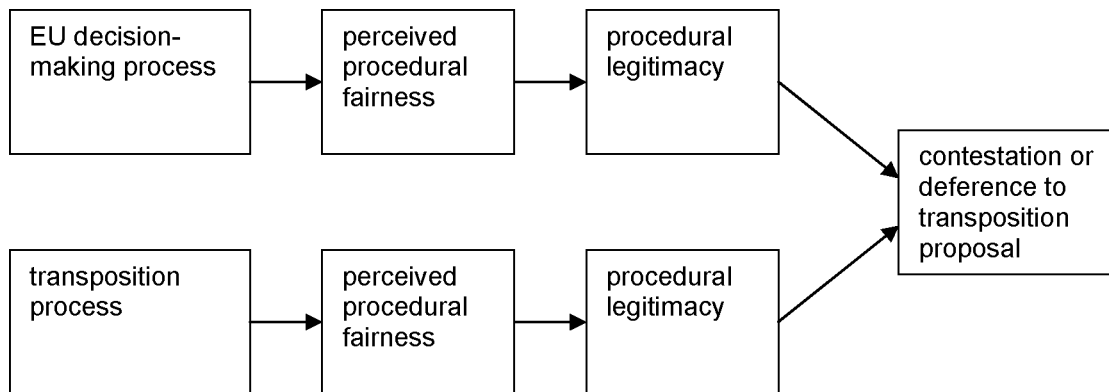 EU decision-
making process
perceived
procedural
fairness
procedural
legitimacy
contestation or
deference to
transposition
proposal
transposition
process
perceived
procedural
fairness
procedural
legitimacy